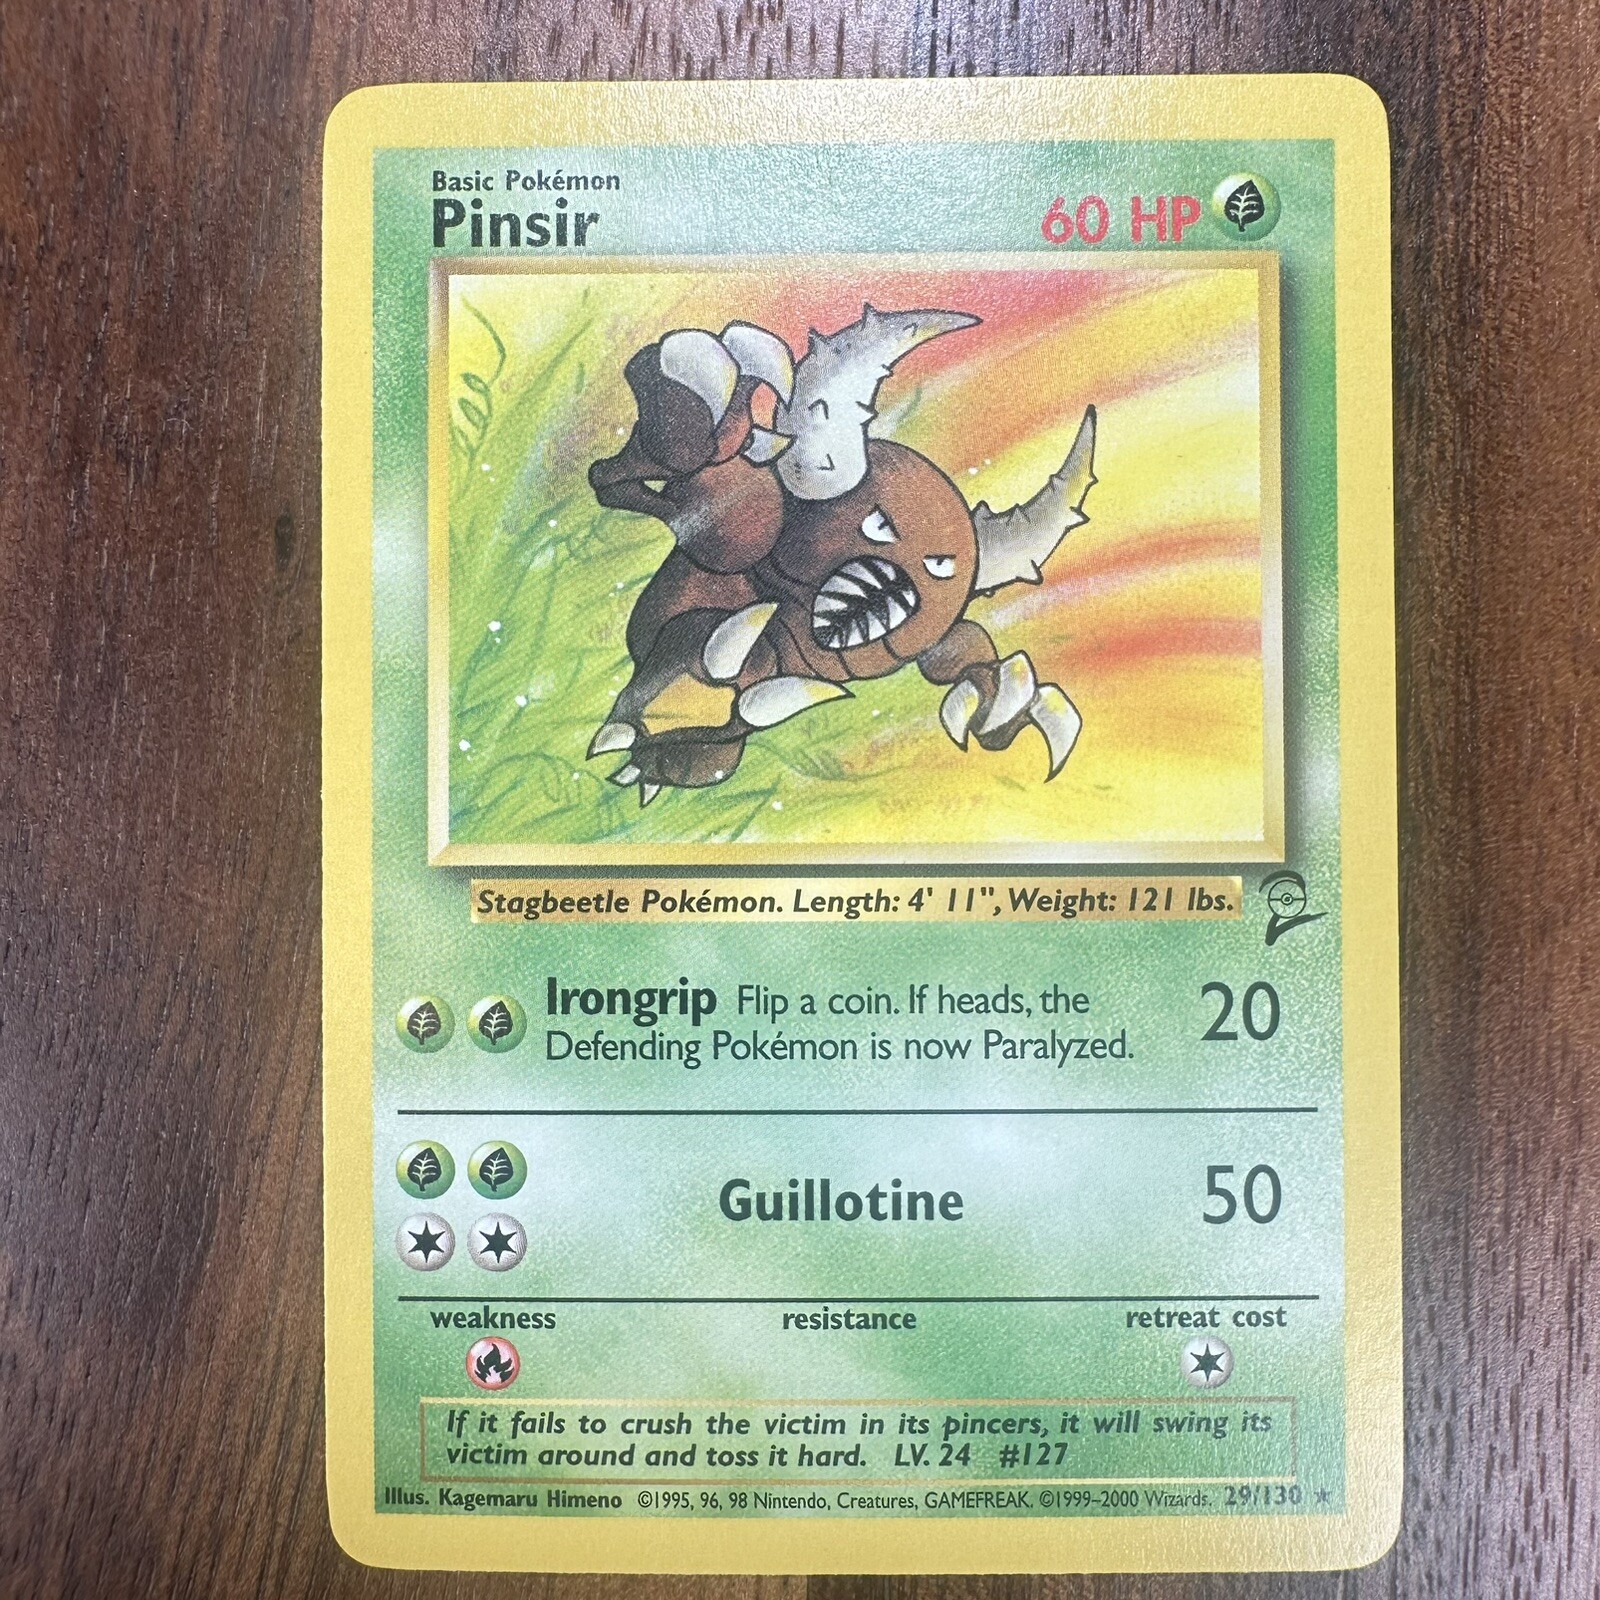 Basic Pokémon
Pinsir
60 HP
Stagbeetle Pokémon. Length: 4' 11", Weight: 121 lbs.
Irongrip Flip a coin. If heads, the
Defending Pokémon is now Paralyzed.
20
Guillotine
50
weakness resistance retreat cost
If it fails to crush the victim in its pincers, it will swing its
victim around and toss it hard. LV. 24 #127
Illus. Kagemaru Himeno ©1995, 96, 98 Nintendo, Creatures, GAMEFREAK. ©1999–2000 Wizards. 29/130 ★